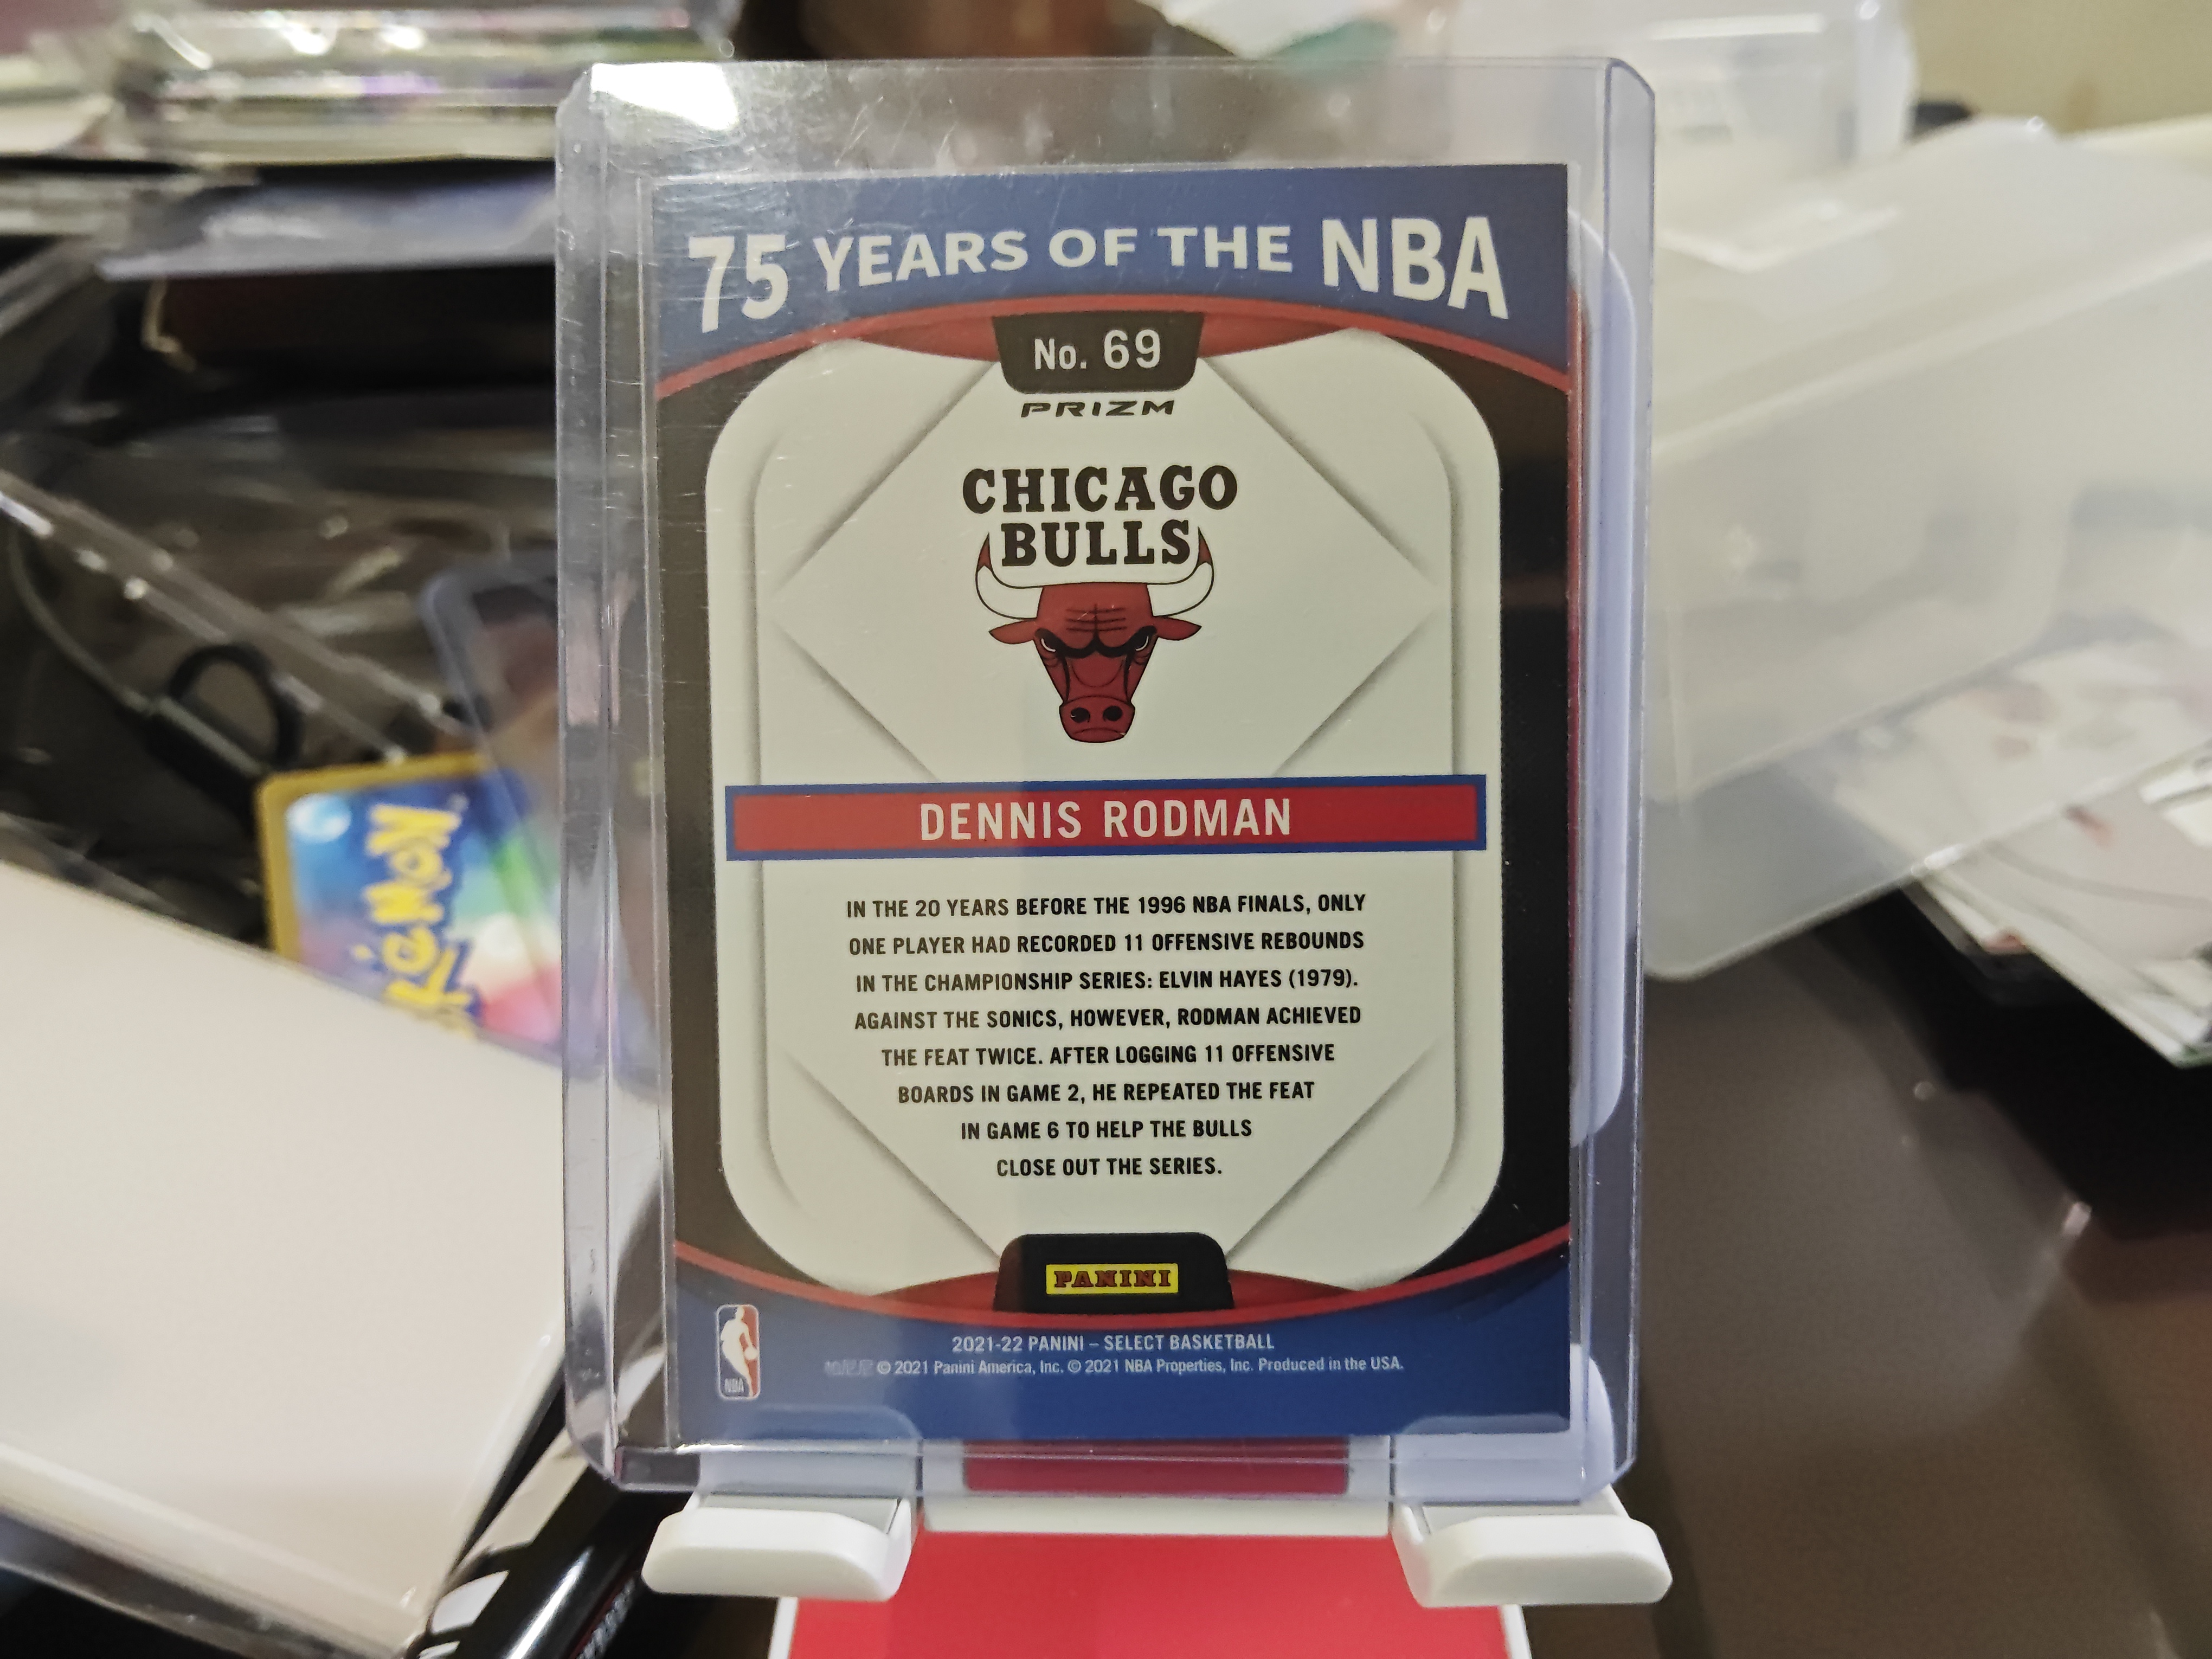 75 YEARS OF THE NBA
No. 69
PRIZM
CHICAGO
BULLS
DENNIS RODMAN
IN THE 20 YEARS BEFORE THE 1996 NBA FINALS, ONLY
ONE PLAYER HAD RECORDED 11 OFFENSIVE REBOUNDS
IN THE CHAMPIONSHIP SERIES: ELVIN HAYES (1979).
AGAINST THE SONICS, HOWEVER, RODMAN ACHIEVED
THE FEAT TWICE. AFTER LOGGING 11 OFFENSIVE
BOARDS IN GAME 2, HE REPEATED THE FEAT
IN GAME 6 TO HELP THE BULLS
CLOSE OUT THE SERIES.
PANINI
NBA
2021-22 PANINI – SELECT BASKETBALL
© 2021 Panini America, Inc. © 2021 NBA Properties, Inc. Produced in the USA.
POKéMON